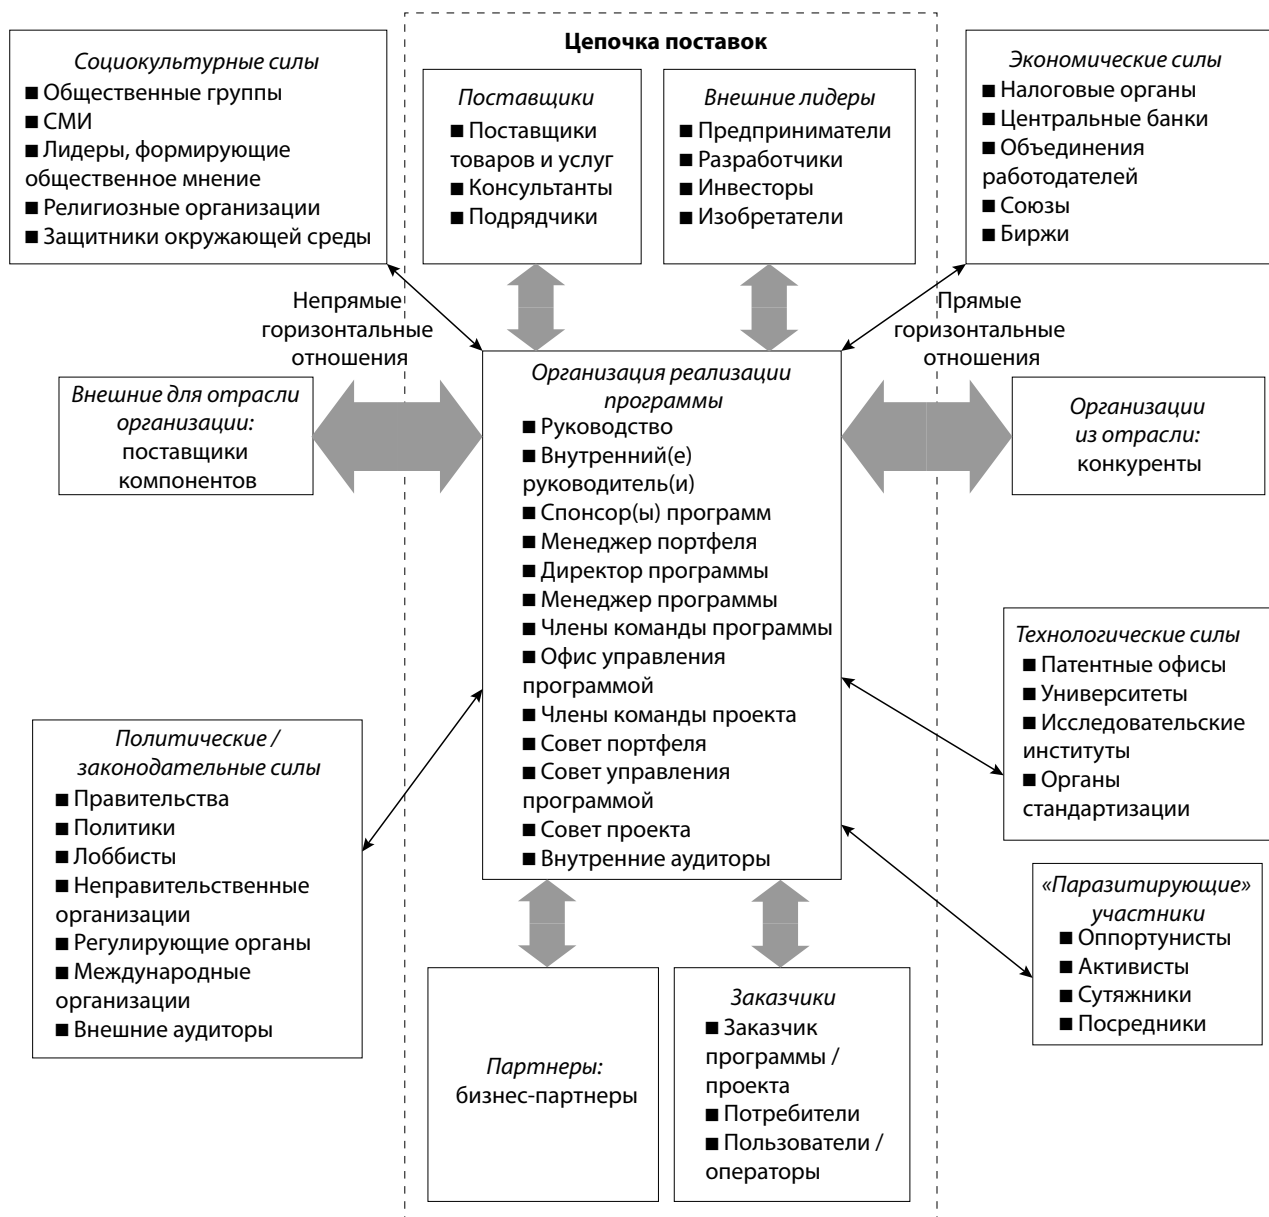 Цепочка поставок
Социокультурные силы
■ Общественные группы
■ СМИ
■ Лидеры, формирующие
общественное мнение
■ Религиозные организации
■ Защитники окружающей среды
Поставщики
■ Поставщики
товаров и услуг
■ Консультанты
■ Подрядчики
Внешние лидеры
■ Предприниматели
■ Разработчики
■ Инвесторы
■ Изобретатели
Экономические силы
■ Налоговые органы
■ Центральные банки
■ Объединения
работодателей
■ Союзы
■ Биржи
Непрямые
горизонтальные
отношения
Прямые
горизонтальные
отношения
Внешние для отрасли
организации:
поставщики
компонентов
Организация реализации
программы
■ Руководство
■ Внутренний(е)
руководитель(и)
■ Спонсор(ы) программ
■ Менеджер портфеля
■ Директор программы
■ Менеджер программы
■ Члены команды программы
■ Офис управления
программой
■ Члены команды проекта
■ Совет портфеля
■ Совет управления
программой
■ Совет проекта
■ Внутренние аудиторы
Организации
из отрасли:
конкуренты
Технологические силы
■ Патентные офисы
■ Университеты
■ Исследовательские
институты
■ Органы
стандартизации
Политические /
законодательные силы
■ Правительства
■ Политики
■ Лоббисты
■ Неправительственные
организации
■ Регулирующие органы
■ Международные
организации
■ Внешние аудиторы
«Паразитирующие»
участники
■ Оппортунисты
■ Активисты
■ Сутяжники
■ Посредники
Партнеры:
бизнес-партнеры
Заказчики
■ Заказчик
программы /
проекта
■ Потребители
■ Пользователи /
операторы